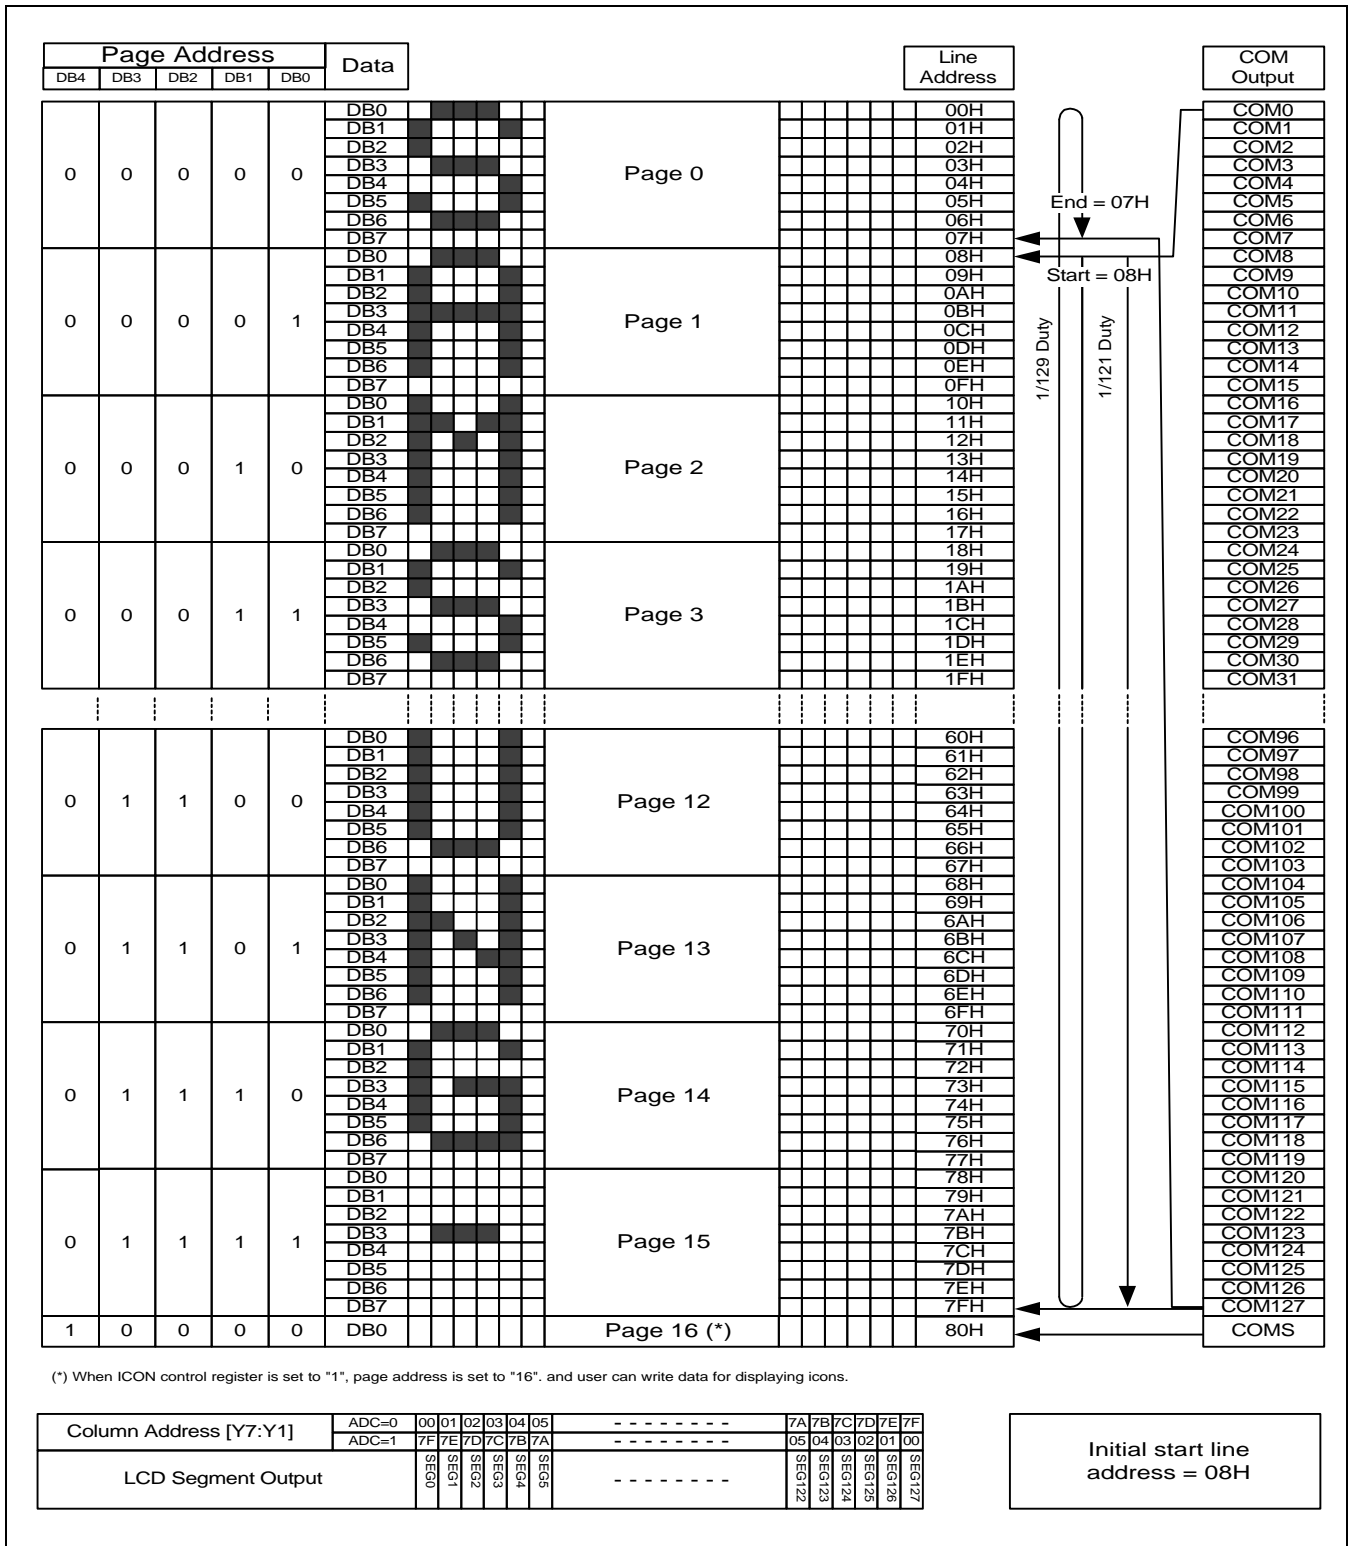 Page Address Data Line Address COM Output
DB4 DB3 DB2 DB1 DB0
DB0 00H COM0
DB1 01H COM1
DB2 02H COM2
DB3 03H COM3
0 0 0 0 0 Page 0
DB4 04H COM4
DB5 05H End = 07H COM5
DB6 06H COM6
DB7 07H COM7
DB0 08H COM8
DB1 09H Start = 08H COM9
DB2 0AH COM10
DB3 0BH COM11
0 0 0 0 1 Page 1
DB4 0CH COM12
DB5 0DH COM13
DB6 0EH COM14
DB7 0FH COM15
1/129 Duty 1/121 Duty
DB0 10H COM16
DB1 11H COM17
DB2 12H COM18
DB3 13H COM19
0 0 0 1 0 Page 2
DB4 14H COM20
DB5 15H COM21
DB6 16H COM22
DB7 17H COM23
DB0 18H COM24
DB1 19H COM25
DB2 1AH COM26
DB3 1BH COM27
0 0 0 1 1 Page 3
DB4 1CH COM28
DB5 1DH COM29
DB6 1EH COM30
DB7 1FH COM31
DB0 60H COM96
DB1 61H COM97
DB2 62H COM98
DB3 63H COM99
0 1 1 0 0 Page 12
DB4 64H COM100
DB5 65H COM101
DB6 66H COM102
DB7 67H COM103
DB0 68H COM104
DB1 69H COM105
DB2 6AH COM106
DB3 6BH COM107
0 1 1 0 1 Page 13
DB4 6CH COM108
DB5 6DH COM109
DB6 6EH COM110
DB7 6FH COM111
DB0 70H COM112
DB1 71H COM113
DB2 72H COM114
DB3 73H COM115
0 1 1 1 0 Page 14
DB4 74H COM116
DB5 75H COM117
DB6 76H COM118
DB7 77H COM119
DB0 78H COM120
DB1 79H COM121
DB2 7AH COM122
DB3 7BH COM123
0 1 1 1 1 Page 15
DB4 7CH COM124
DB5 7DH COM125
DB6 7EH COM126
DB7 7FH COM127
1 0 0 0 0 DB0 Page 16 (*) 80H COMS
(*) When ICON control register is set to "1", page address is set to "16". and user can write data for displaying icons.
Column Address [Y7:Y1]
ADC=0 00 01 02 03 04 05 - - - - - - - - 7A 7B 7C 7D 7E 7F
ADC=1 7F 7E 7D 7C 7B 7A - - - - - - - - 05 04 03 02 01 00
LCD Segment Output SEG0 SEG1 SEG2 SEG3 SEG4 SEG5 - - - - - - - - SEG122 SEG123 SEG124 SEG125 SEG126 SEG127
Initial start line
address = 08H